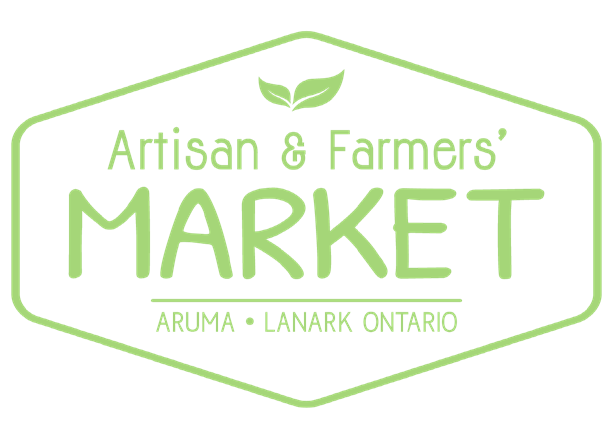 Artisan & Farmers'
MARKET
ARUMA • LANARK ONTARIO